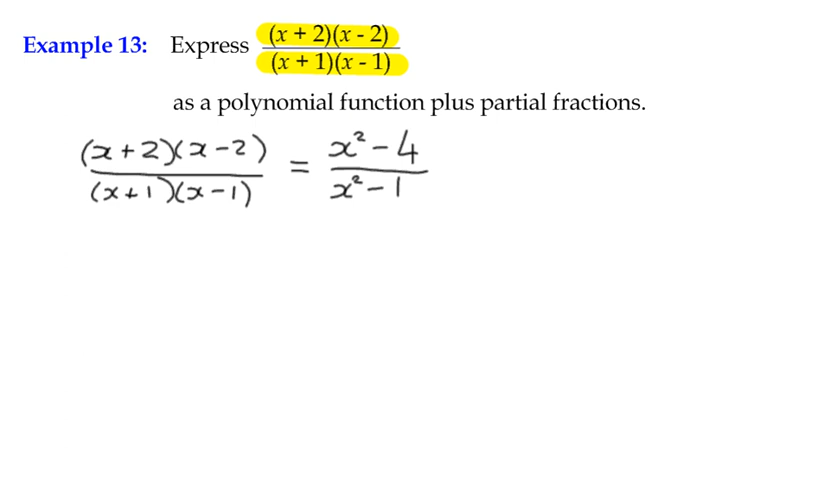 Example 13: Express (x + 2)(x - 2) / (x + 1)(x - 1)
as a polynomial function plus partial fractions.
(x+2)(x-2) / (x+1)(x-1) = x² - 4 / x² - 1